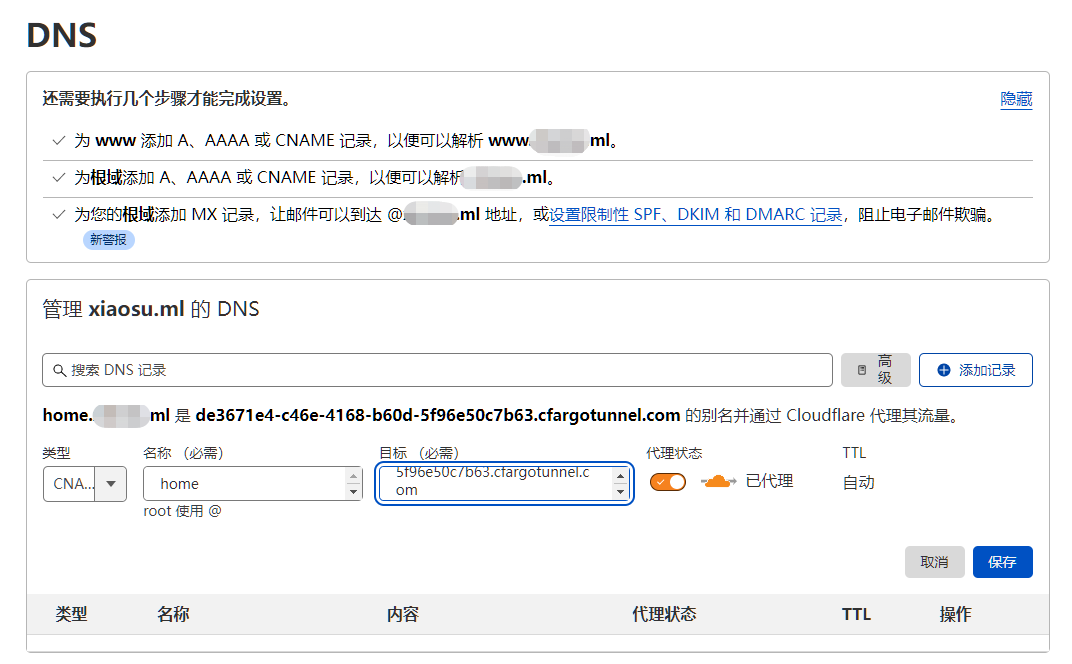 DNS
还需要执行几个步骤才能完成设置。
隐藏
为 www 添加 A、AAAA 或 CNAME 记录，以便可以解析 www. ml。
为根域添加 A、AAAA 或 CNAME 记录，以便可以解析 .ml。
为您的根域添加 MX 记录，让邮件可以到达 @ .ml 地址，或设置限制性 SPF、DKIM 和 DMARC 记录，阻止电子邮件欺骗。
新警报
管理 xiaosu.ml 的 DNS
搜索 DNS 记录
高
级
添加记录
home. ml 是 de3671e4-c46e-4168-b60d-5f96e50c7b63.cfargotunnel.com 的别名并通过 Cloudflare 代理其流量。
类型 名称 （必需） 目标 （必需） 代理状态 TTL
CNA... home 5f96e50c7b63.cfargotunnel.c
om
已代理 自动
root 使用 @
取消 保存
类型 名称 内容 代理状态 TTL 操作